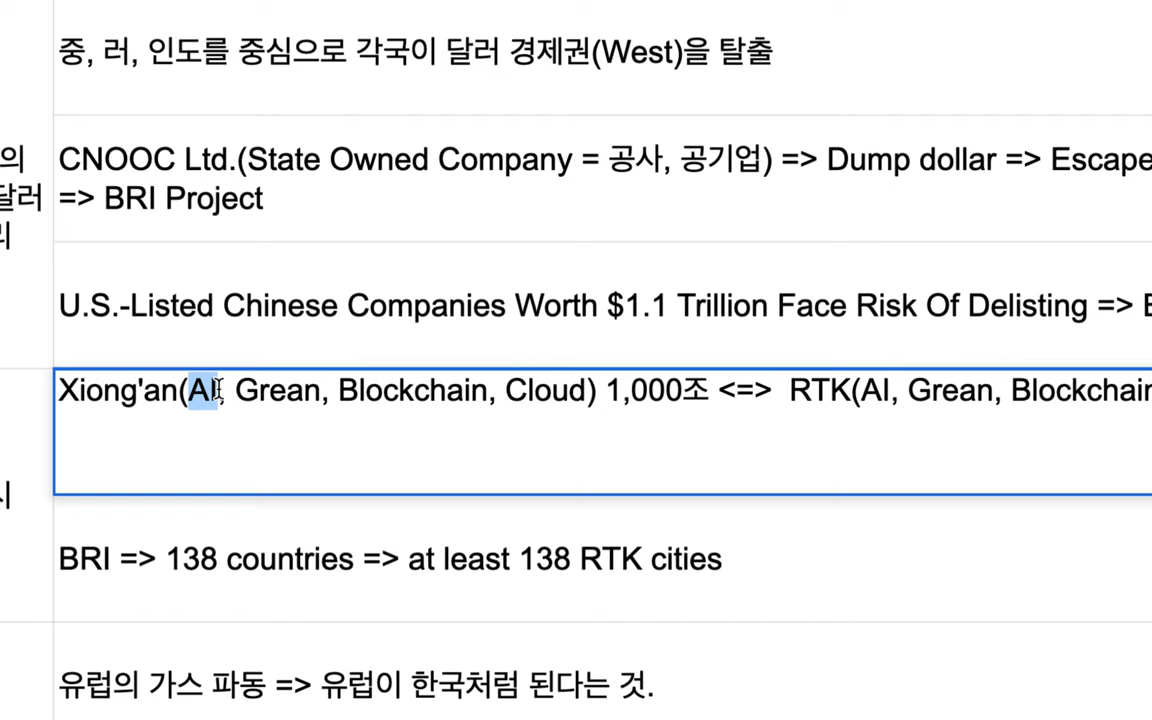 중, 러, 인도를 중심으로 각국이 달러 경제권(West)을 탈출
의
CNOOC Ltd.(State Owned Company = 공사, 공기업) => Dump dollar => Escape
달러
=> BRI Project
U.S.-Listed Chinese Companies Worth $1.1 Trillion Face Risk Of Delisting =>
Xiong'an(AI, Grean, Blockchain, Cloud) 1,000조 <=> RTK(AI, Grean, Blockchain
BRI => 138 countries => at least 138 RTK cities
유럽의 가스 파동 => 유럽이 한국처럼 된다는 것.